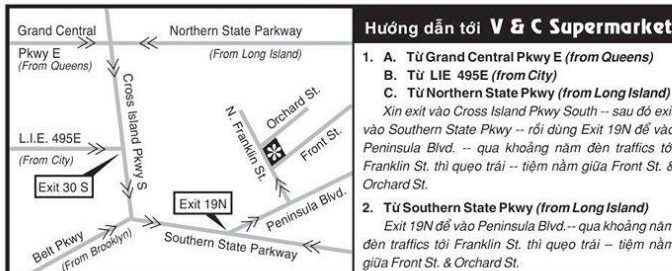 Grand Central
Pkwy E
(From Queens)
Northern State Parkway
(From Long Island)
Cross Island Pkwy S
L.I.E. 495E
(From City)
Exit 30 S
Exit 19N
Belt Pkwy
(From Brooklyn)
Southern State Parkway
Peninsula Blvd.
N. Franklin St.
Orchard St.
Front St.
Hướng dẫn tới V & C Supermarket
1. A. Từ Grand Central Pkwy E (from Queens)
B. Từ LIE 495E (from City)
C. Từ Northern State Pkwy (from Long Island)
Xin exit vào Cross Island Pkwy South -- sau đó exi
vào Southern State Pkwy -- rồi dùng Exit 19N để vào
Peninsula Blvd. -- qua khoảng năm đèn traffics tớ
Franklin St. thì quẹo trái -- tiệm nằm giữa Front St. &
Orchard St.
2. Từ Southern State Pkwy (from Long Island)
Exit 19N để vào Peninsula Blvd.-- qua khoảng năm
đèn traffics tới Franklin St. thì quẹo trái – tiệm nằm
giữa Front St. & Orchard St.